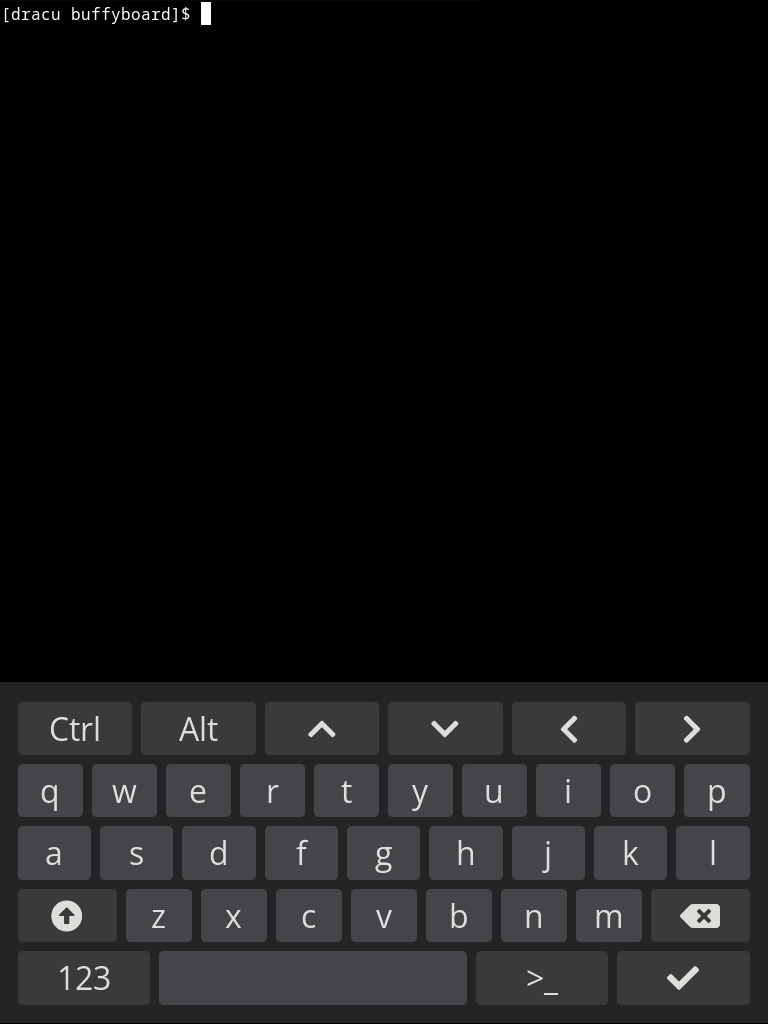 [dracu buffyboard]$
Ctrl Alt
q w e r t y u i o p
a s d f g h j k l
z x c v b n m
123 >_